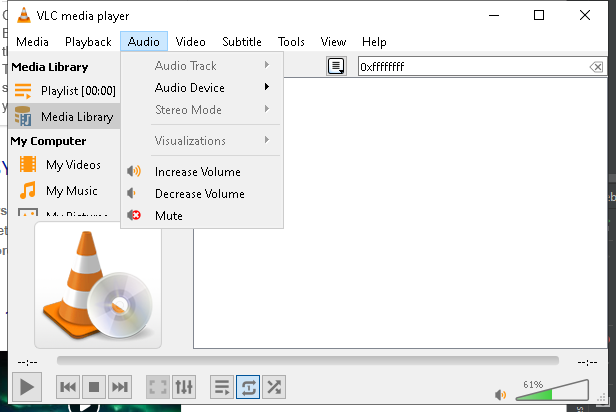 VLC media player
Media Playback Audio Video Subtitle Tools View Help
Media Library
Playlist [00:00]
Media Library
My Computer
My Videos
My Music
My Pictures
Audio Track
Audio Device
Stereo Mode
Visualizations
Increase Volume
Decrease Volume
Mute
0xffffffff
--:--
--:--
61%